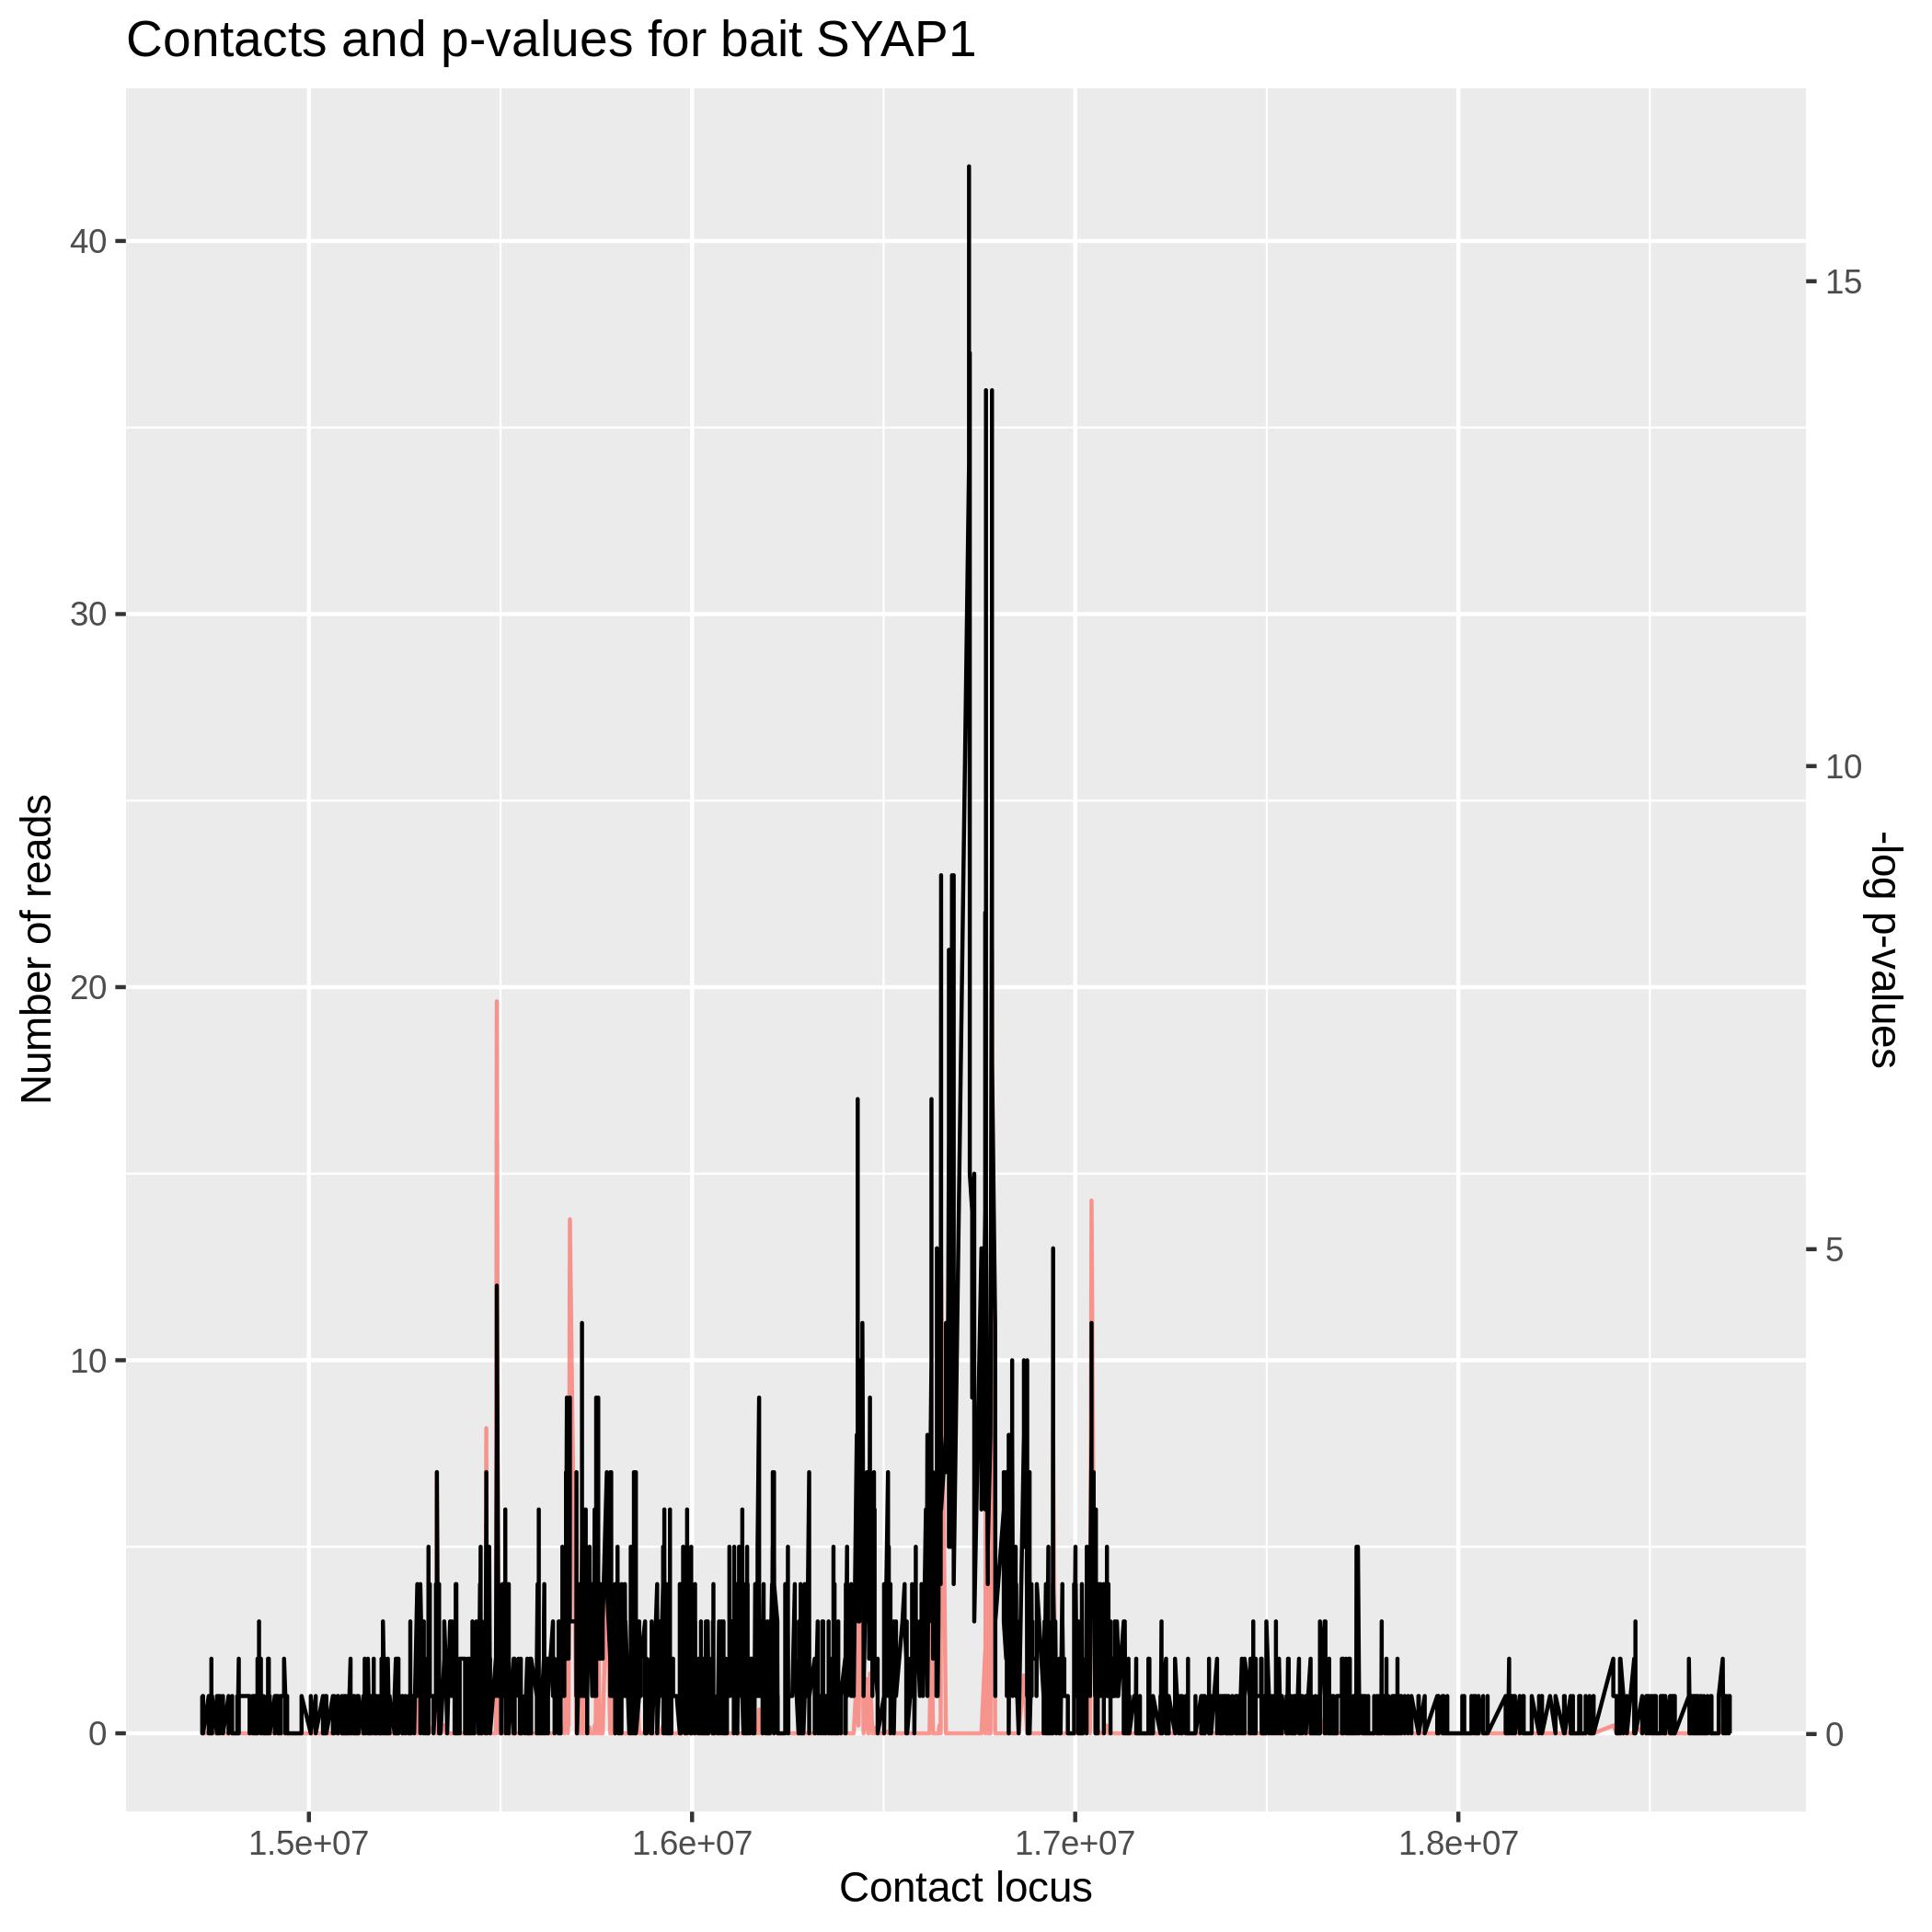 Contacts and p-values for bait SYAP1
40
30
20
10
0
Number of reads
15
10
5
0
-log p-values
1.5e+07
1.6e+07
1.7e+07
1.8e+07
Contact locus